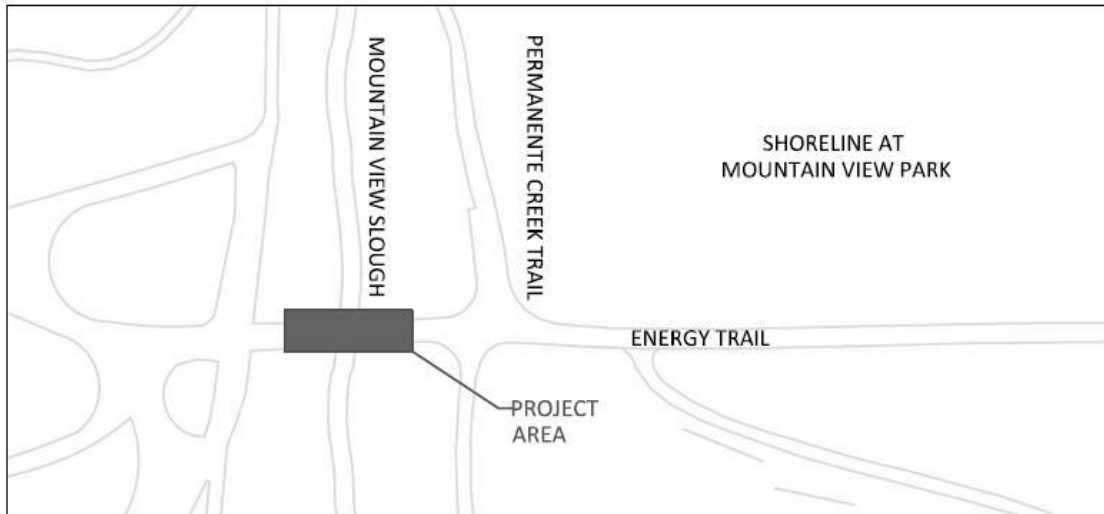 MOUNTAIN VIEW SLOUGH
PERMANENTE CREEK TRAIL
SHORELINE AT
MOUNTAIN VIEW PARK
ENERGY TRAIL
PROJECT
AREA